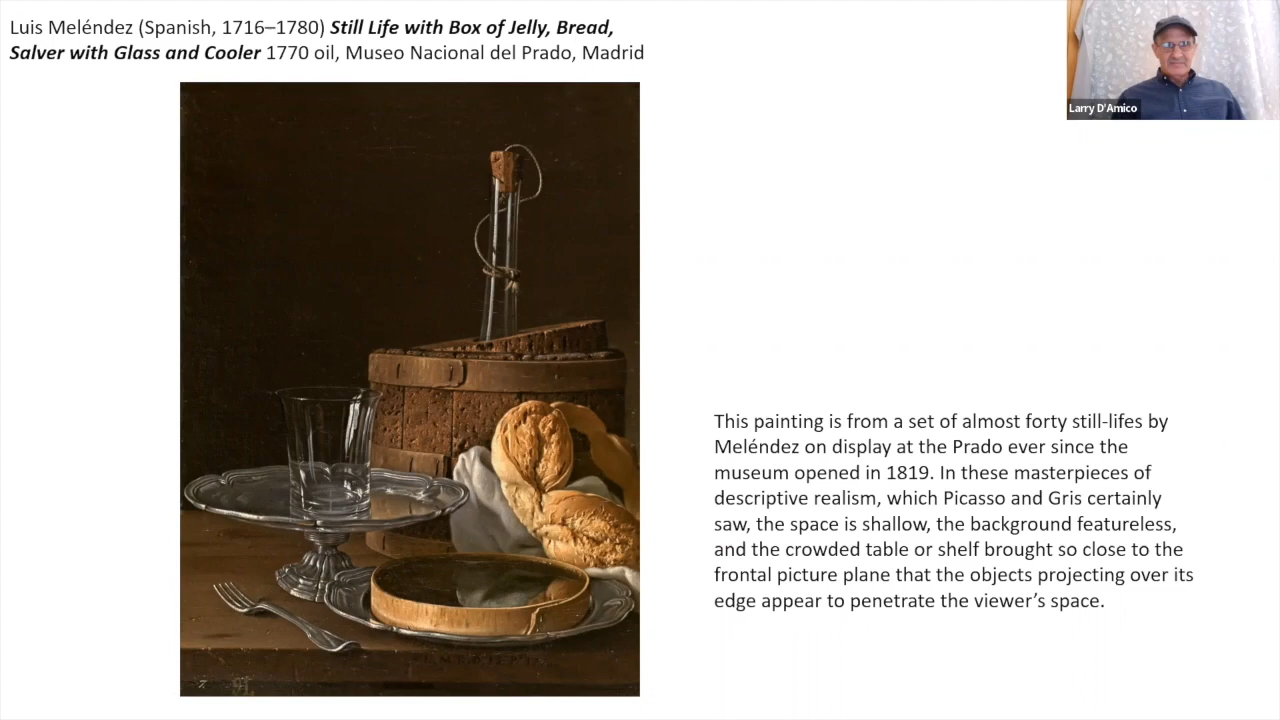 Luis Meléndez (Spanish, 1716–1780) Still Life with Box of Jelly, Bread,
Salver with Glass and Cooler 1770 oil, Museo Nacional del Prado, Madrid
Larry D'Amico
This painting is from a set of almost forty still-lifes by
Meléndez on display at the Prado ever since the
museum opened in 1819. In these masterpieces of
descriptive realism, which Picasso and Gris certainly
saw, the space is shallow, the background featureless,
and the crowded table or shelf brought so close to the
frontal picture plane that the objects projecting over its
edge appear to penetrate the viewer's space.